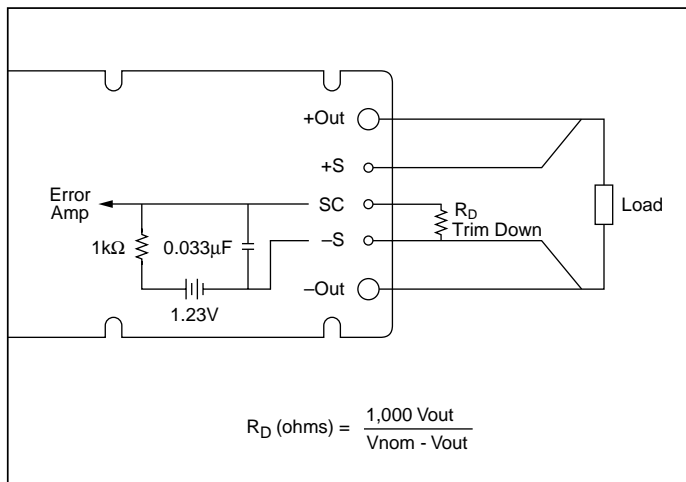 +Out
+S
Error
Amp
SC
R_D
Trim Down
Load
1kΩ
0.033μF
–S
–Out
1.23V
R_D (ohms) = 1,000 Vout
Vnom - Vout